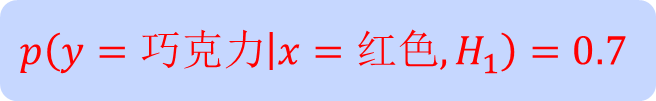 p(y = 巧克力|x = 红色, H₁) = 0.7